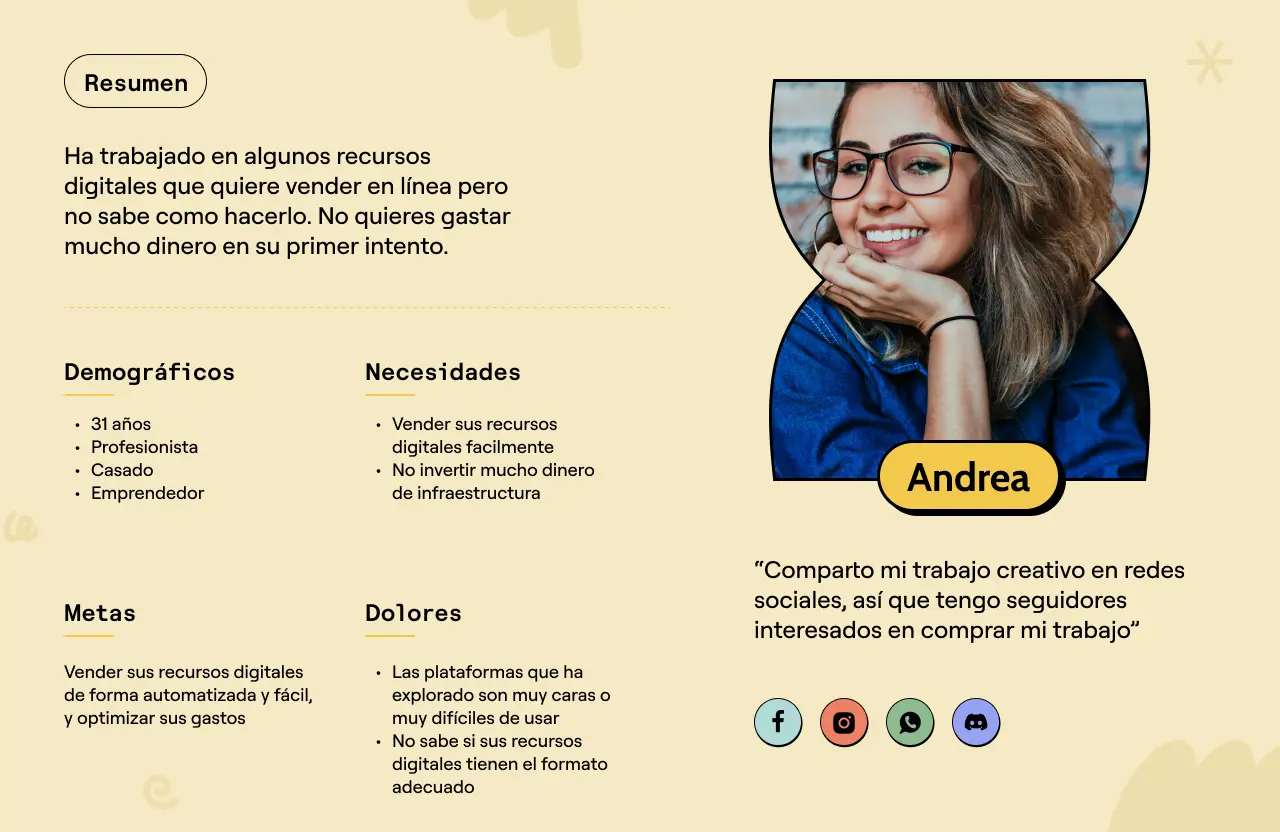 Resumen
Ha trabajado en algunos recursos
digitales que quiere vender en línea pero
no sabe como hacerlo. No quieres gastar
mucho dinero en su primer intento.
Demográficos
• 31 años
• Profesionista
• Casado
• Emprendedor
Necesidades
• Vender sus recursos
digitales facilmente
• No invertir mucho dinero
de infraestructura
Metas
Vender sus recursos digitales
de forma automatizada y fácil,
y optimizar sus gastos
Dolores
• Las plataformas que ha
explorado son muy caras o
muy difíciles de usar
• No sabe si sus recursos
digitales tienen el formato
adecuado
Andrea
“Comparto mi trabajo creativo en redes
sociales, así que tengo seguidores
interesados en comprar mi trabajo”